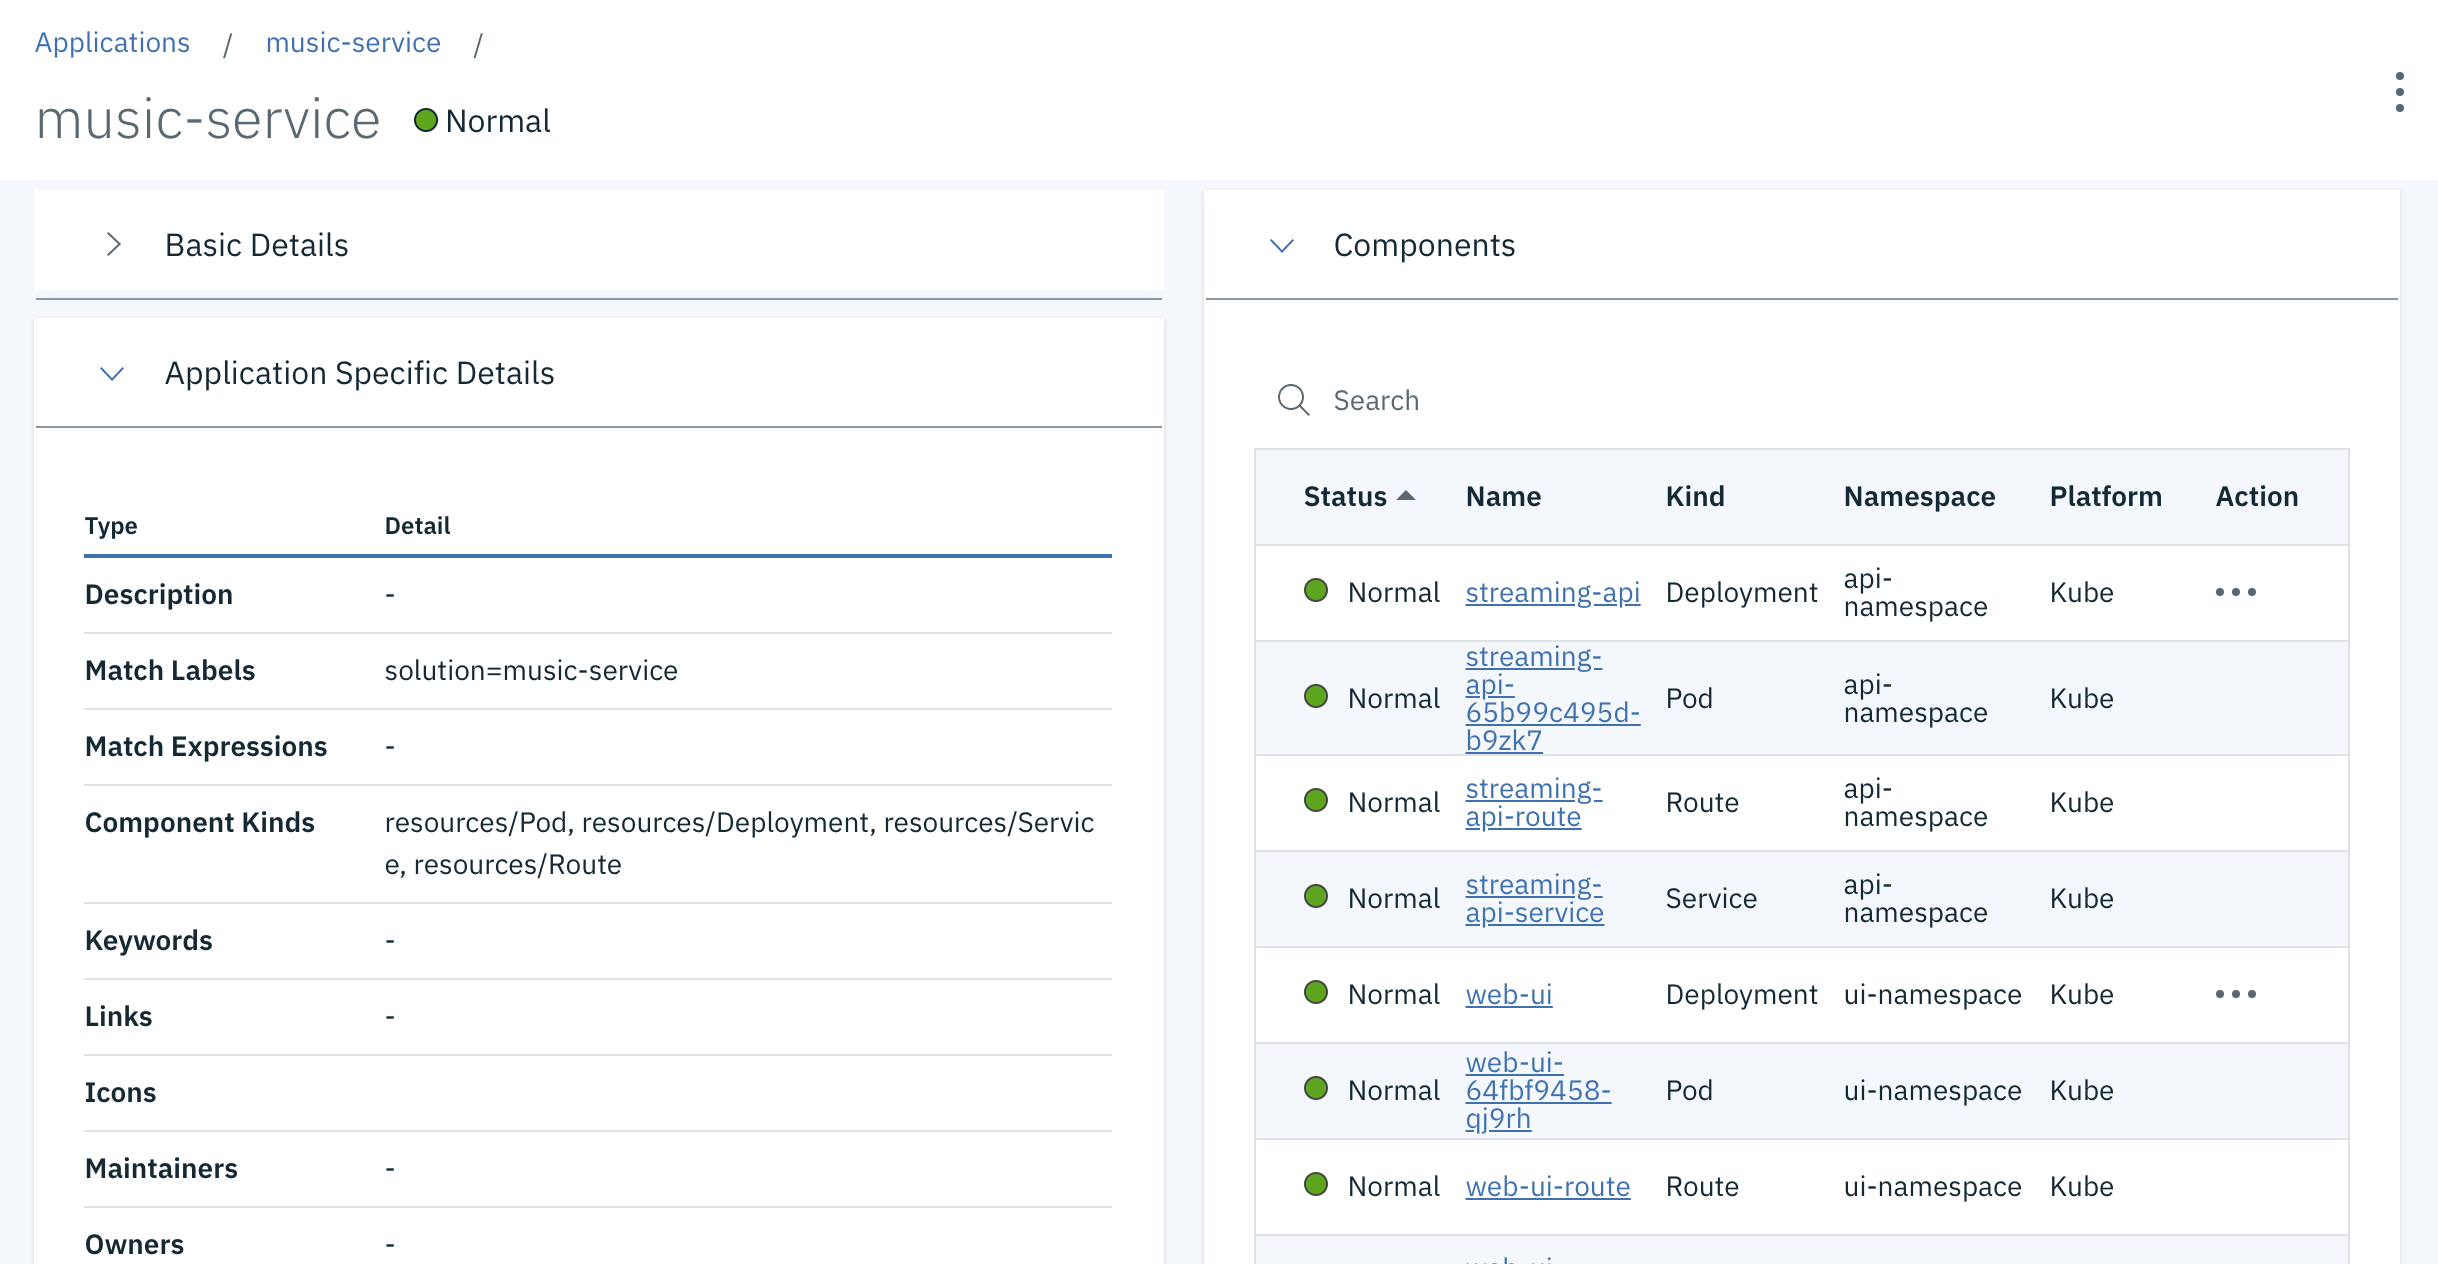 Applications / music-service /
music-service Normal
Basic Details
Application Specific Details
Type Detail
Description -
Match Labels solution=music-service
Match Expressions -
Component Kinds resources/Pod, resources/Deployment, resources/Servic
e, resources/Route
Keywords -
Links -
Icons
Maintainers -
Owners -
Components
Search
Status Name Kind Namespace Platform Action
Normal streaming-api Deployment api-
namespace Kube
Normal streaming-
api-
65b99c495d-
b9zk7 Pod api-
namespace Kube
Normal streaming-
api-route Route api-
namespace Kube
Normal streaming-
api-service Service api-
namespace Kube
Normal web-ui Deployment ui-namespace Kube
Normal web-ui-
64fbf9458-
qj9rh Pod ui-namespace Kube
Normal web-ui-route Route ui-namespace Kube